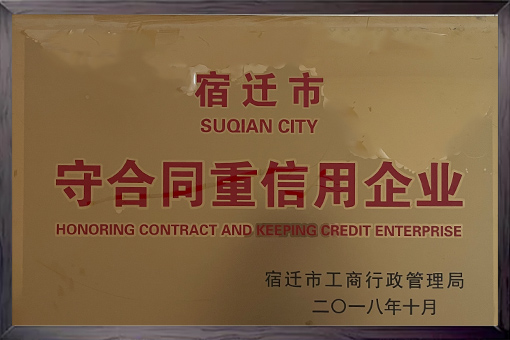 宿迁市
SUQIAN CITY
守合同重信用企业
HONORING CONTRACT AND KEEPING CREDIT ENTERPRISE
宿迁市工商行政管理局
二〇一八年十月